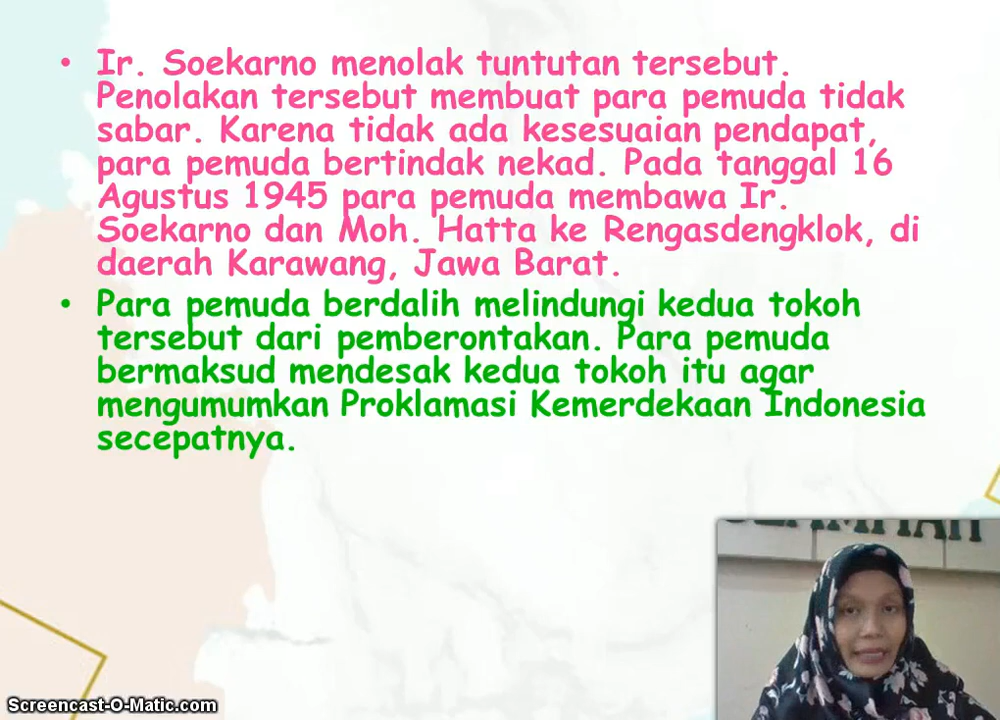 • Ir. Soekarno menolak tuntutan tersebut.
Penolakan tersebut membuat para pemuda tidak
sabar. Karena tidak ada kesesuaian pendapat,
para pemuda bertindak nekad. Pada tanggal 16
Agustus 1945 para pemuda membawa Ir.
Soekarno dan Moh. Hatta ke Rengasdengklok, di
daerah Karawang, Jawa Barat.
• Para pemuda berdalih melindungi kedua tokoh
tersebut dari pemberontakan. Para pemuda
bermaksud mendesak kedua tokoh itu agar
mengumumkan Proklamasi Kemerdekaan Indonesia
secepatnya.
Screencast-O-Matic.com